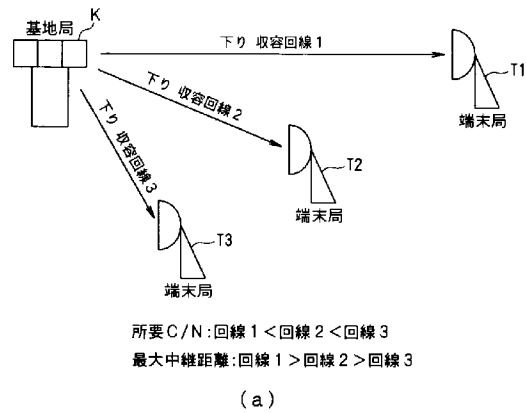 基地局
K
下り 収容回線1
T1
端末局
下り 収容回線2
T2
端末局
下り 収容回線3
T3
端末局
所要C/N:回線1<回線2<回線3
最大中継距離:回線1>回線2>回線3
(a)